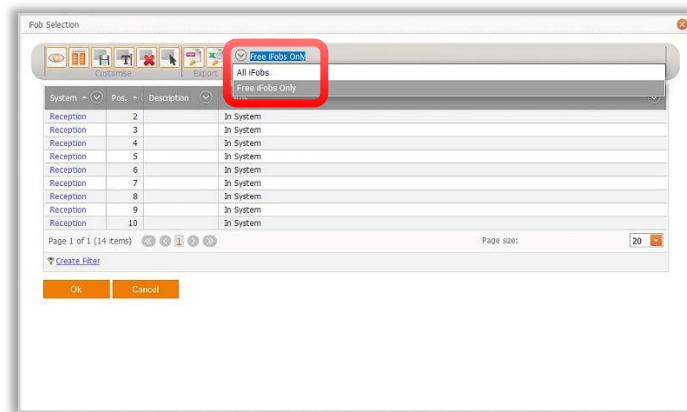 Fob Selection
Free iFobs Only
Customise Export
All iFobs
Free iFobs Only
System Pos. Description
Reception 2 In System
Reception 3 In System
Reception 4 In System
Reception 5 In System
Reception 6 In System
Reception 7 In System
Reception 8 In System
Reception 9 In System
Reception 10 In System
Page 1 of 1 (14 items) 1 Page size: 20
Create Filter
Ok Cancel